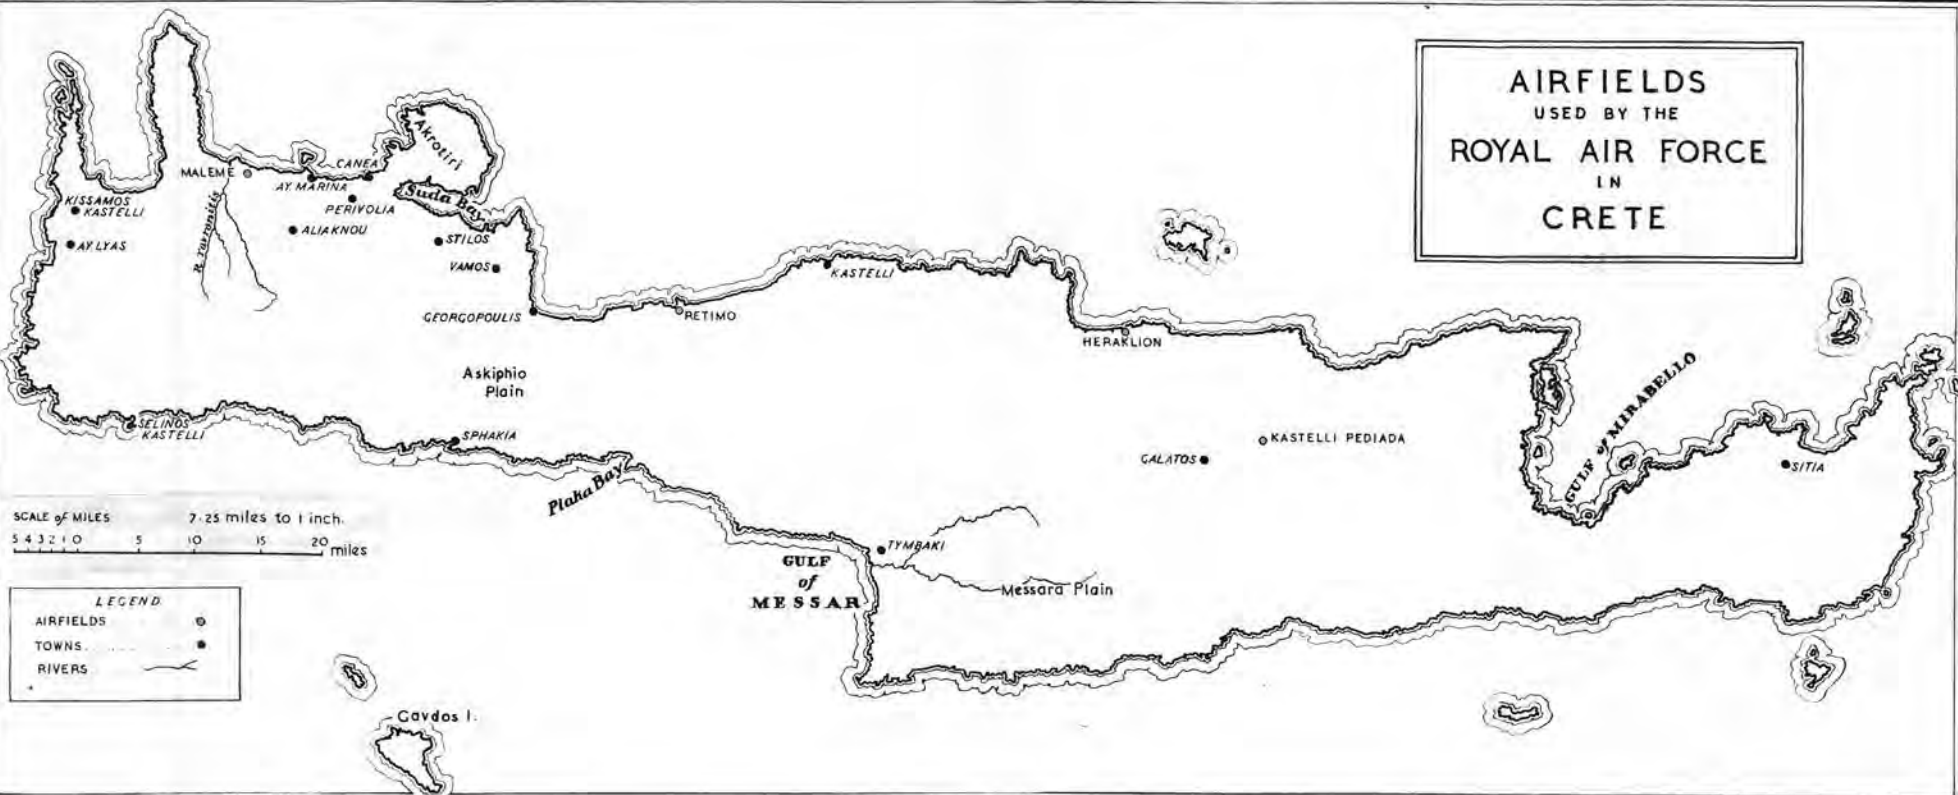 AIRFIELDS
USED BY THE
ROYAL AIR FORCE
IN
CRETE
Akrotiri
CANEA
MALEME
AY. MARINA
Suda Bay
KISSAMOS
KASTELLI
PERIVOLIA
R. Tavronitis
ALIAKNOU
AY. LYAS
STILOS
VAMOS
KASTELLI
GEORGOPOULIS
RETIMO
HERAKLION
Askiphio
Plain
GULF of MIRABELLO
SELINOS
KASTELLI
SPHAKIA
KASTELLI PEDIADA
GALATOS
SITIA
Plaka Bay
SCALE of MILES
7.25 miles to 1 inch.
5 4 3 2 1 0 5 10 15 20 miles
TYMBAKI
GULF
of
MESSAR
Messara Plain
LEGEND
AIRFIELDS
TOWNS
RIVERS
Gavdos I.